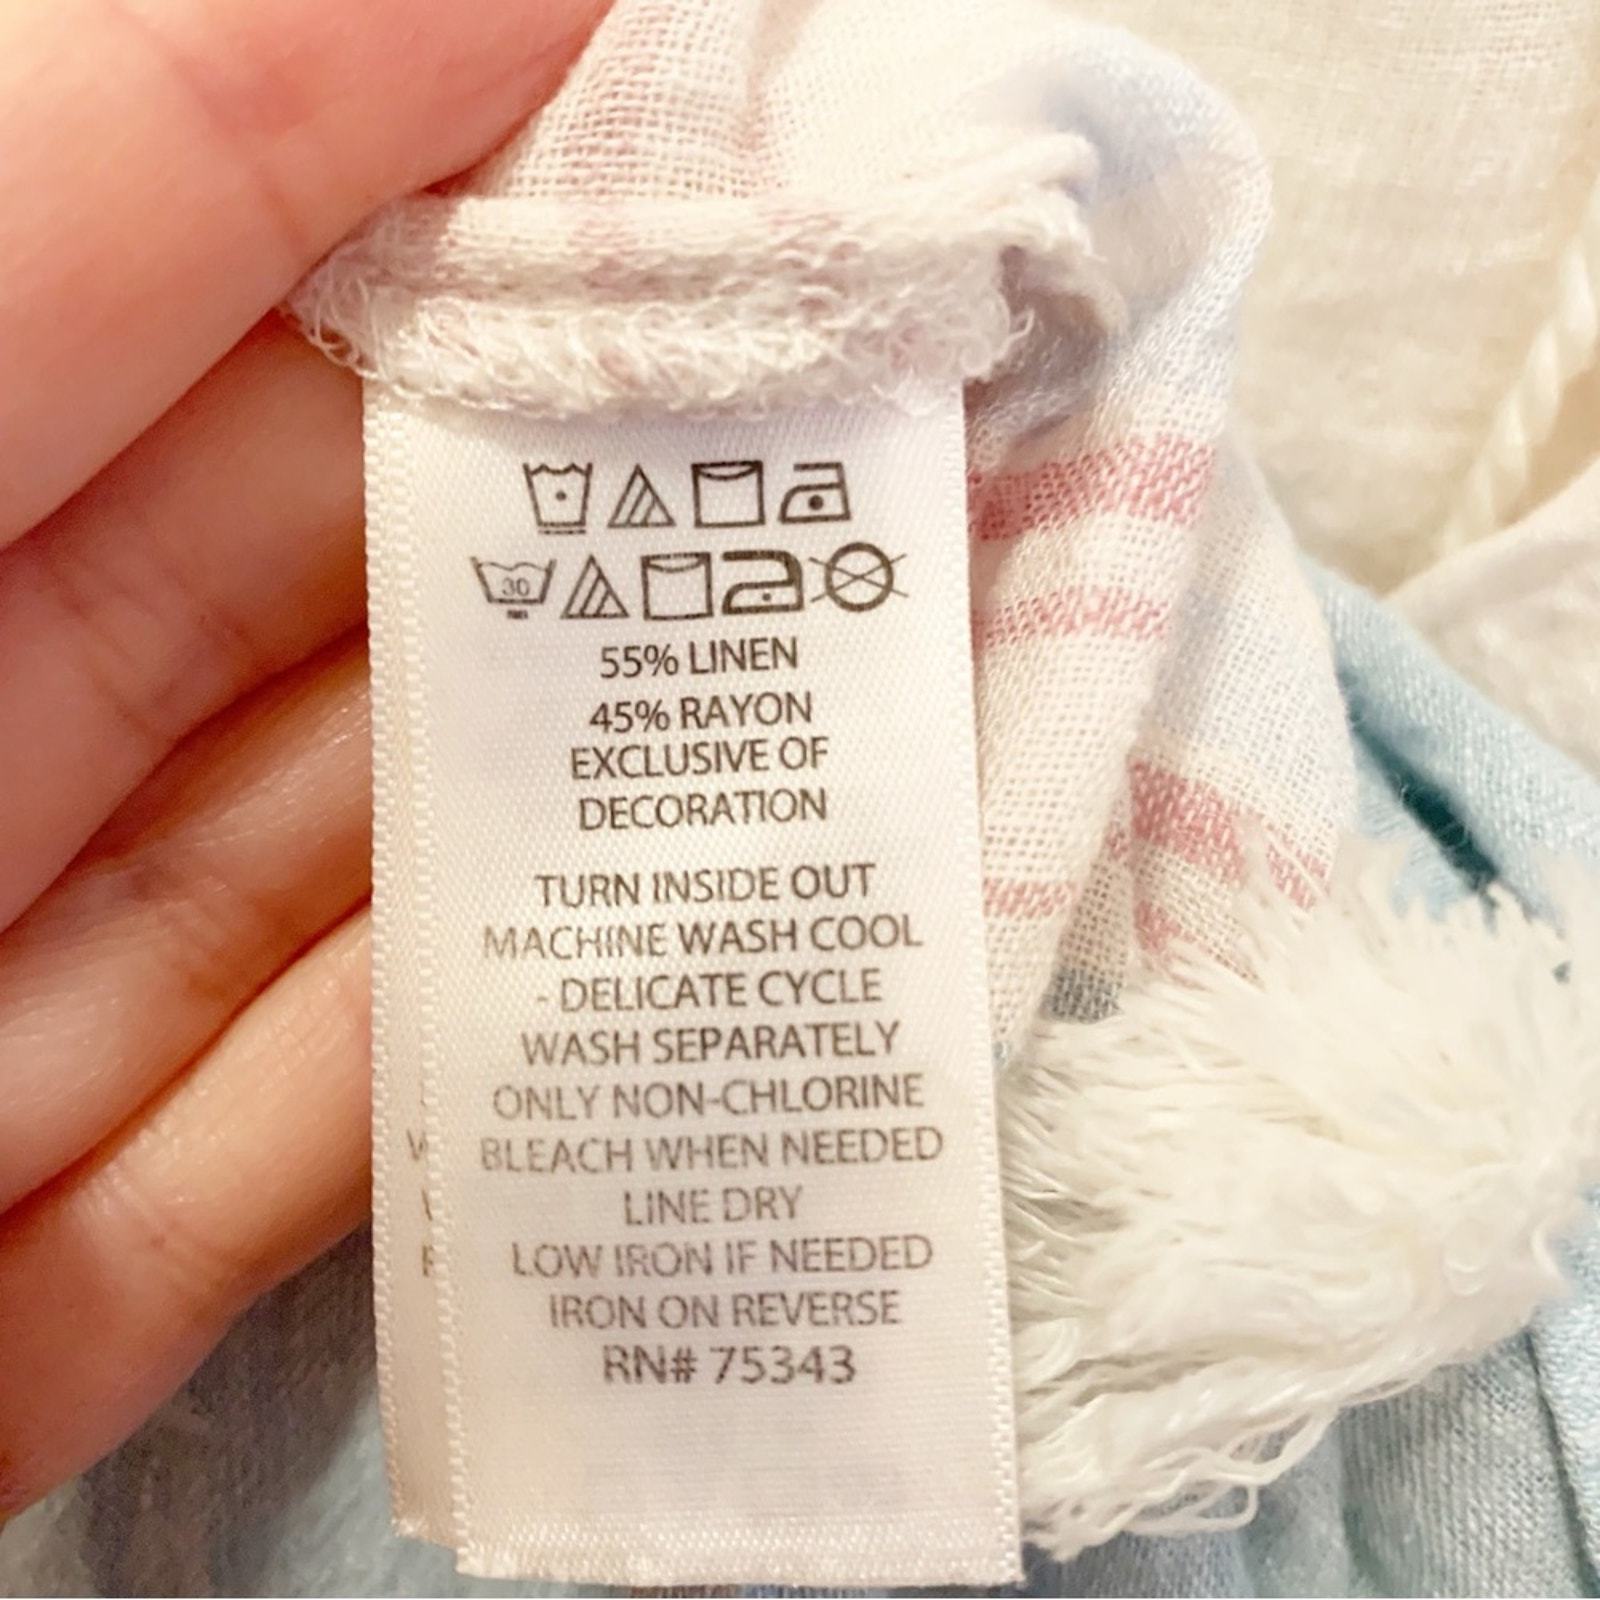 30
55% LINEN
45% RAYON
EXCLUSIVE OF
DECORATION
TURN INSIDE OUT
MACHINE WASH COOL
- DELICATE CYCLE
WASH SEPARATELY
ONLY NON-CHLORINE
BLEACH WHEN NEEDED
LINE DRY
LOW IRON IF NEEDED
IRON ON REVERSE
RN# 75343